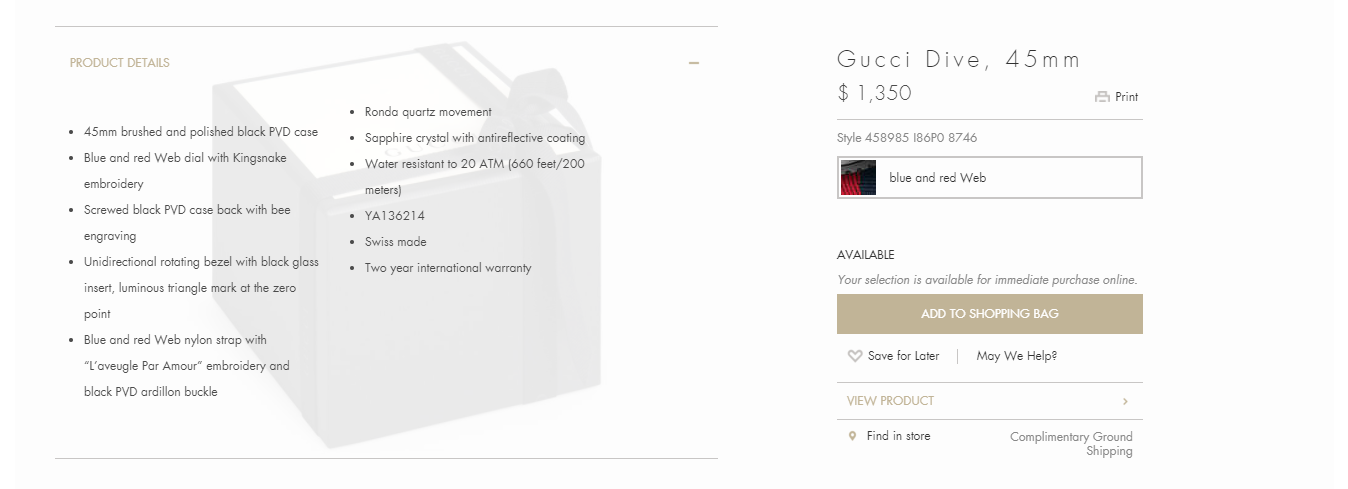 PRODUCT DETAILS
• 45mm brushed and polished black PVD case
• Blue and red Web dial with Kingsnake
embroidery
• Screwed black PVD case back with bee
engraving
• Unidirectional rotating bezel with black glass
insert, luminous triangle mark at the zero
point
• Blue and red Web nylon strap with
“L’aveugle Par Amour” embroidery and
black PVD ardillon buckle
• Ronda quartz movement
• Sapphire crystal with antireflective coating
• Water resistant to 20 ATM (660 feet/200
meters)
• YA136214
• Swiss made
• Two year international warranty
Gucci Dive, 45mm
$ 1,350
Print
Style 458985 I86P0 8746
blue and red Web
AVAILABLE
Your selection is available for immediate purchase online.
ADD TO SHOPPING BAG
Save for Later
May We Help?
VIEW PRODUCT
Find in store
Complimentary Ground
Shipping